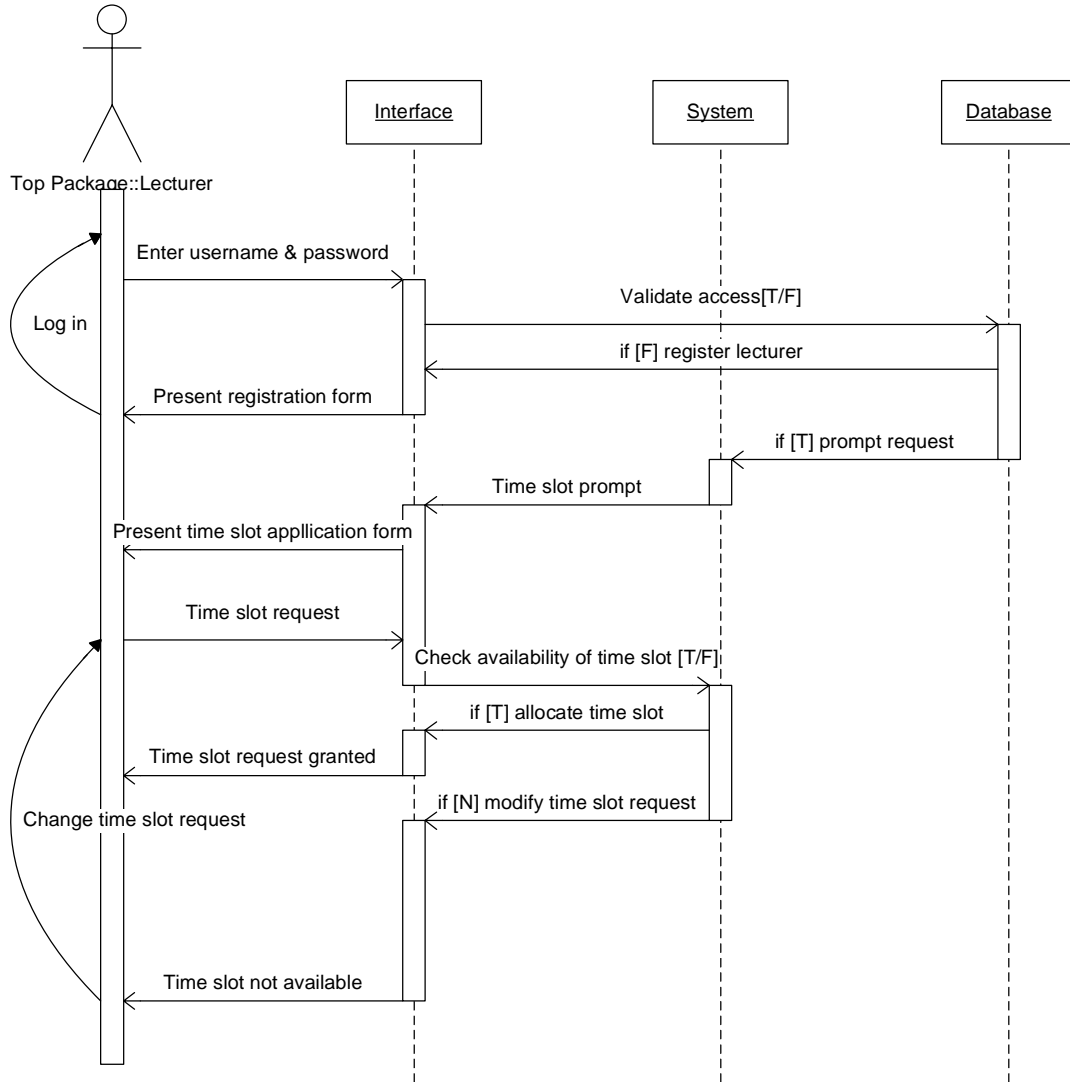 Interface
System
Database
Top Package::Lecturer
Enter username & password
Validate access[T/F]
Log in
if [F] register lecturer
Present registration form
if [T] prompt request
Time slot prompt
Present time slot appllication form
Time slot request
Check availability of time slot [T/F]
if [T] allocate time slot
Time slot request granted
if [N] modify time slot request
Change time slot request
Time slot not available